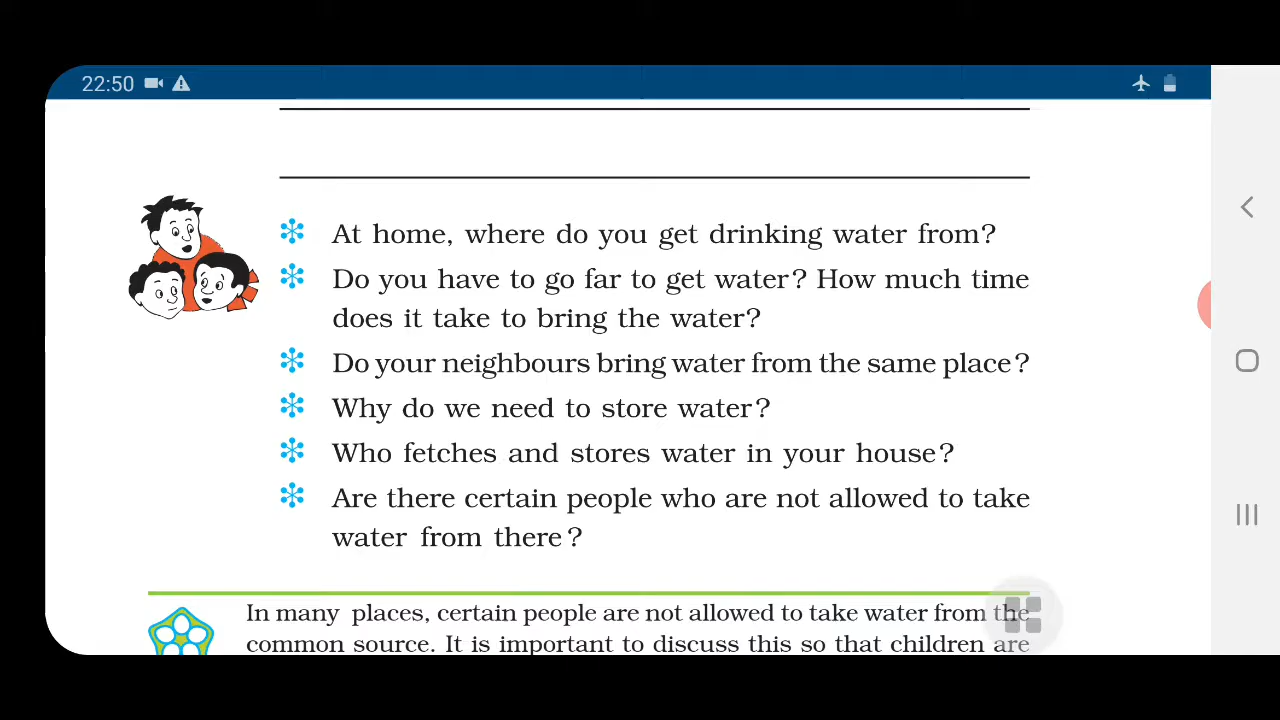 22:50
At home, where do you get drinking water from?
Do you have to go far to get water? How much time
does it take to bring the water?
Do your neighbours bring water from the same place?
Why do we need to store water?
Who fetches and stores water in your house?
Are there certain people who are not allowed to take
water from there?
In many places, certain people are not allowed to take water from the
common source. It is important to discuss this so that children are